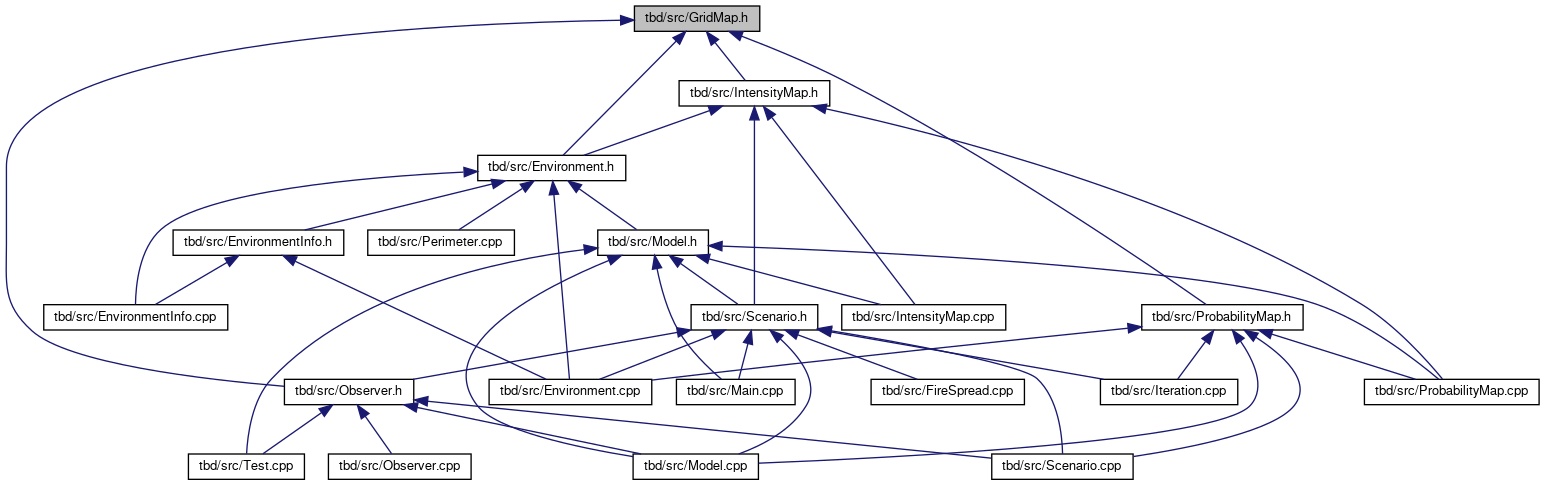 tbd/src/GridMap.h
tbd/src/IntensityMap.h
tbd/src/Environment.h
tbd/src/EnvironmentInfo.h
tbd/src/Perimeter.cpp
tbd/src/Model.h
tbd/src/EnvironmentInfo.cpp
tbd/src/Scenario.h
tbd/src/IntensityMap.cpp
tbd/src/ProbabilityMap.h
tbd/src/Observer.h
tbd/src/Environment.cpp
tbd/src/Main.cpp
tbd/src/FireSpread.cpp
tbd/src/Iteration.cpp
tbd/src/ProbabilityMap.cpp
tbd/src/Test.cpp
tbd/src/Observer.cpp
tbd/src/Model.cpp
tbd/src/Scenario.cpp